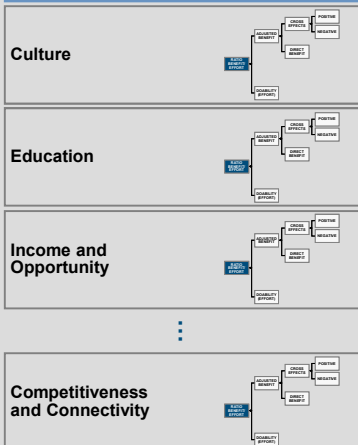 Culture
RATIO
BENEFIT
EFFORT
ADJUSTED
BENEFIT
CROSS
EFFECTS
POSITIVE
NEGATIVE
DIRECT
BENEFIT
DOABILITY
(EFFORT)
Education
RATIO
BENEFIT
EFFORT
ADJUSTED
BENEFIT
CROSS
EFFECTS
POSITIVE
NEGATIVE
DIRECT
BENEFIT
DOABILITY
(EFFORT)
Income and
Opportunity
RATIO
BENEFIT
EFFORT
ADJUSTED
BENEFIT
CROSS
EFFECTS
POSITIVE
NEGATIVE
DIRECT
BENEFIT
DOABILITY
(EFFORT)
Competitiveness
and Connectivity
RATIO
BENEFIT
EFFORT
ADJUSTED
BENEFIT
CROSS
EFFECTS
POSITIVE
NEGATIVE
DIRECT
BENEFIT
DOABILITY
(EFFORT)